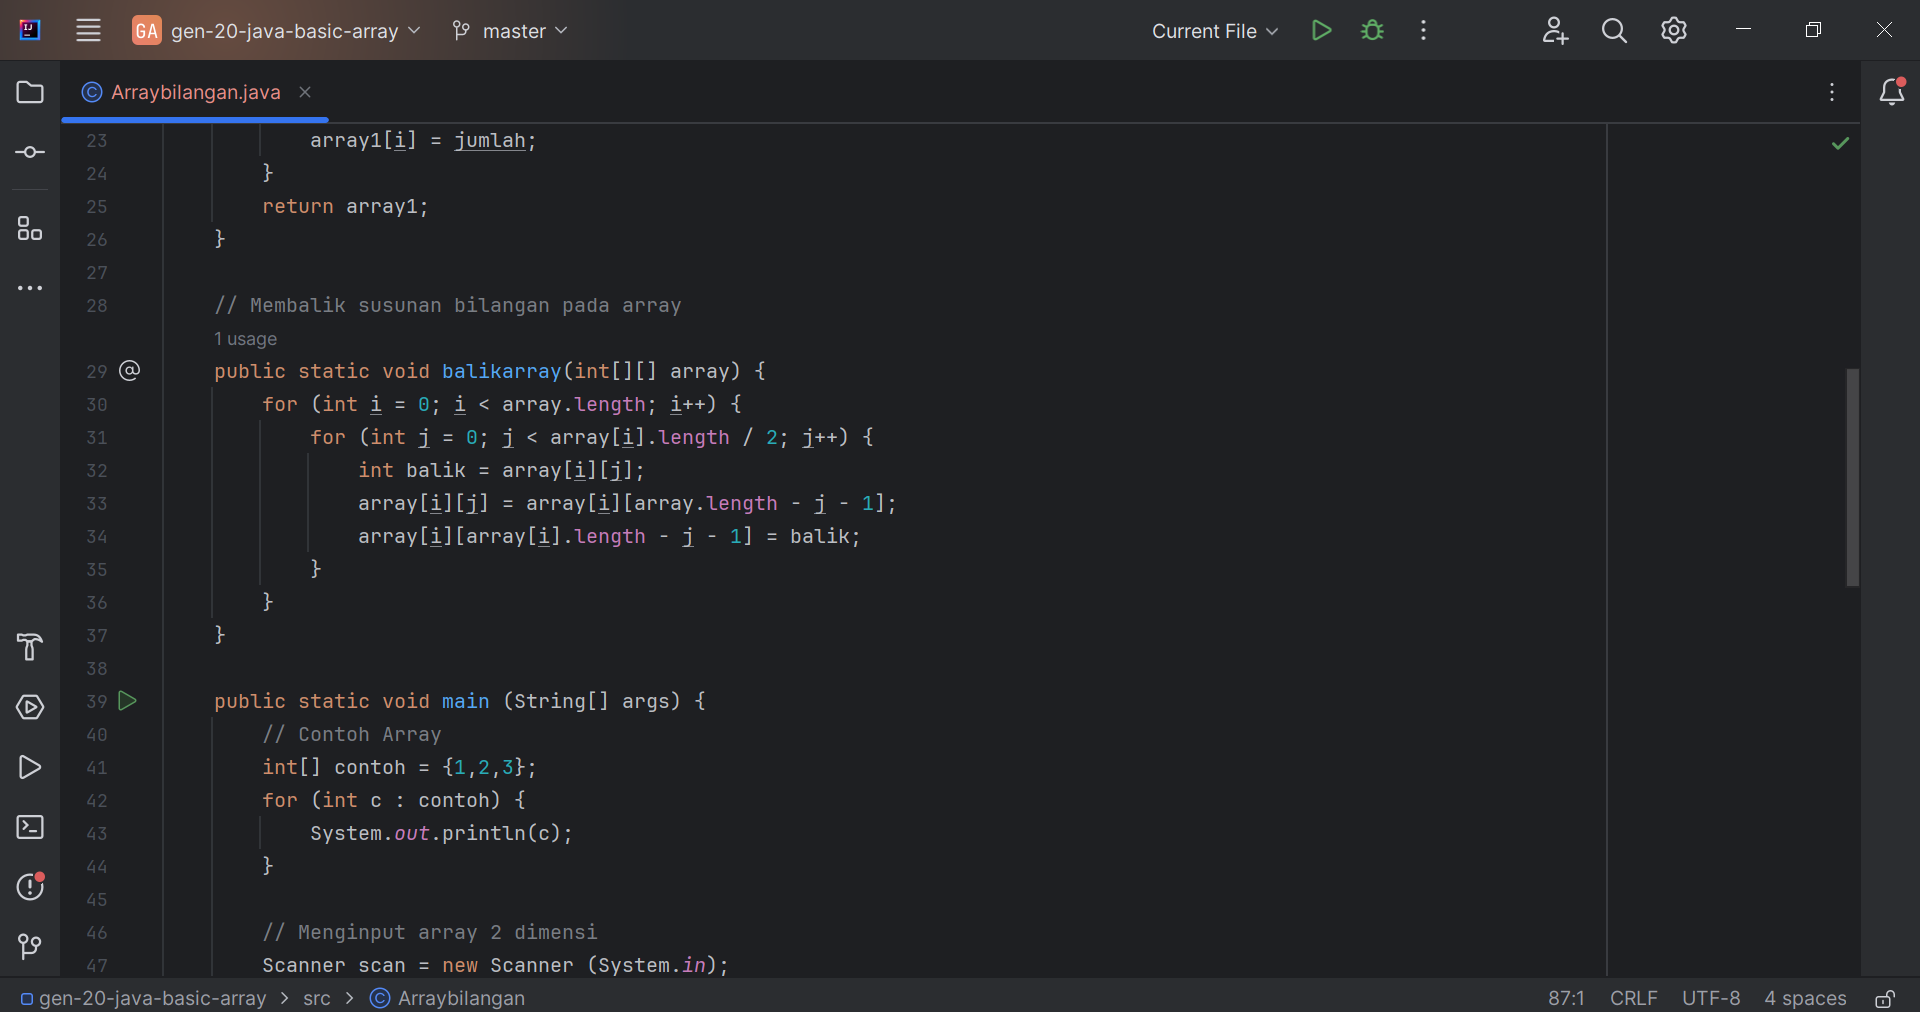 GA gen-20-java-basic-array master Current File
Arraybilangan.java
23 array1[i] = jumlah;
24 }
25 return array1;
26 }
27
28 // Membalik susunan bilangan pada array
1 usage
29 @ public static void balikarray(int[][] array) {
30 for (int i = 0; i < array.length; i++) {
31 for (int j = 0; j < array[i].length / 2; j++) {
32 int balik = array[i][j];
33 array[i][j] = array[i][array.length - j - 1];
34 array[i][array[i].length - j - 1] = balik;
35 }
36 }
37 }
38
39 public static void main (String[] args) {
40 // Contoh Array
41 int[] contoh = {1,2,3};
42 for (int c : contoh) {
43 System.out.println(c);
44 }
45
46 // Menginput array 2 dimensi
47 Scanner scan = new Scanner (System.in);
gen-20-java-basic-array > src > Arraybilangan 87:1 CRLF UTF-8 4 spaces